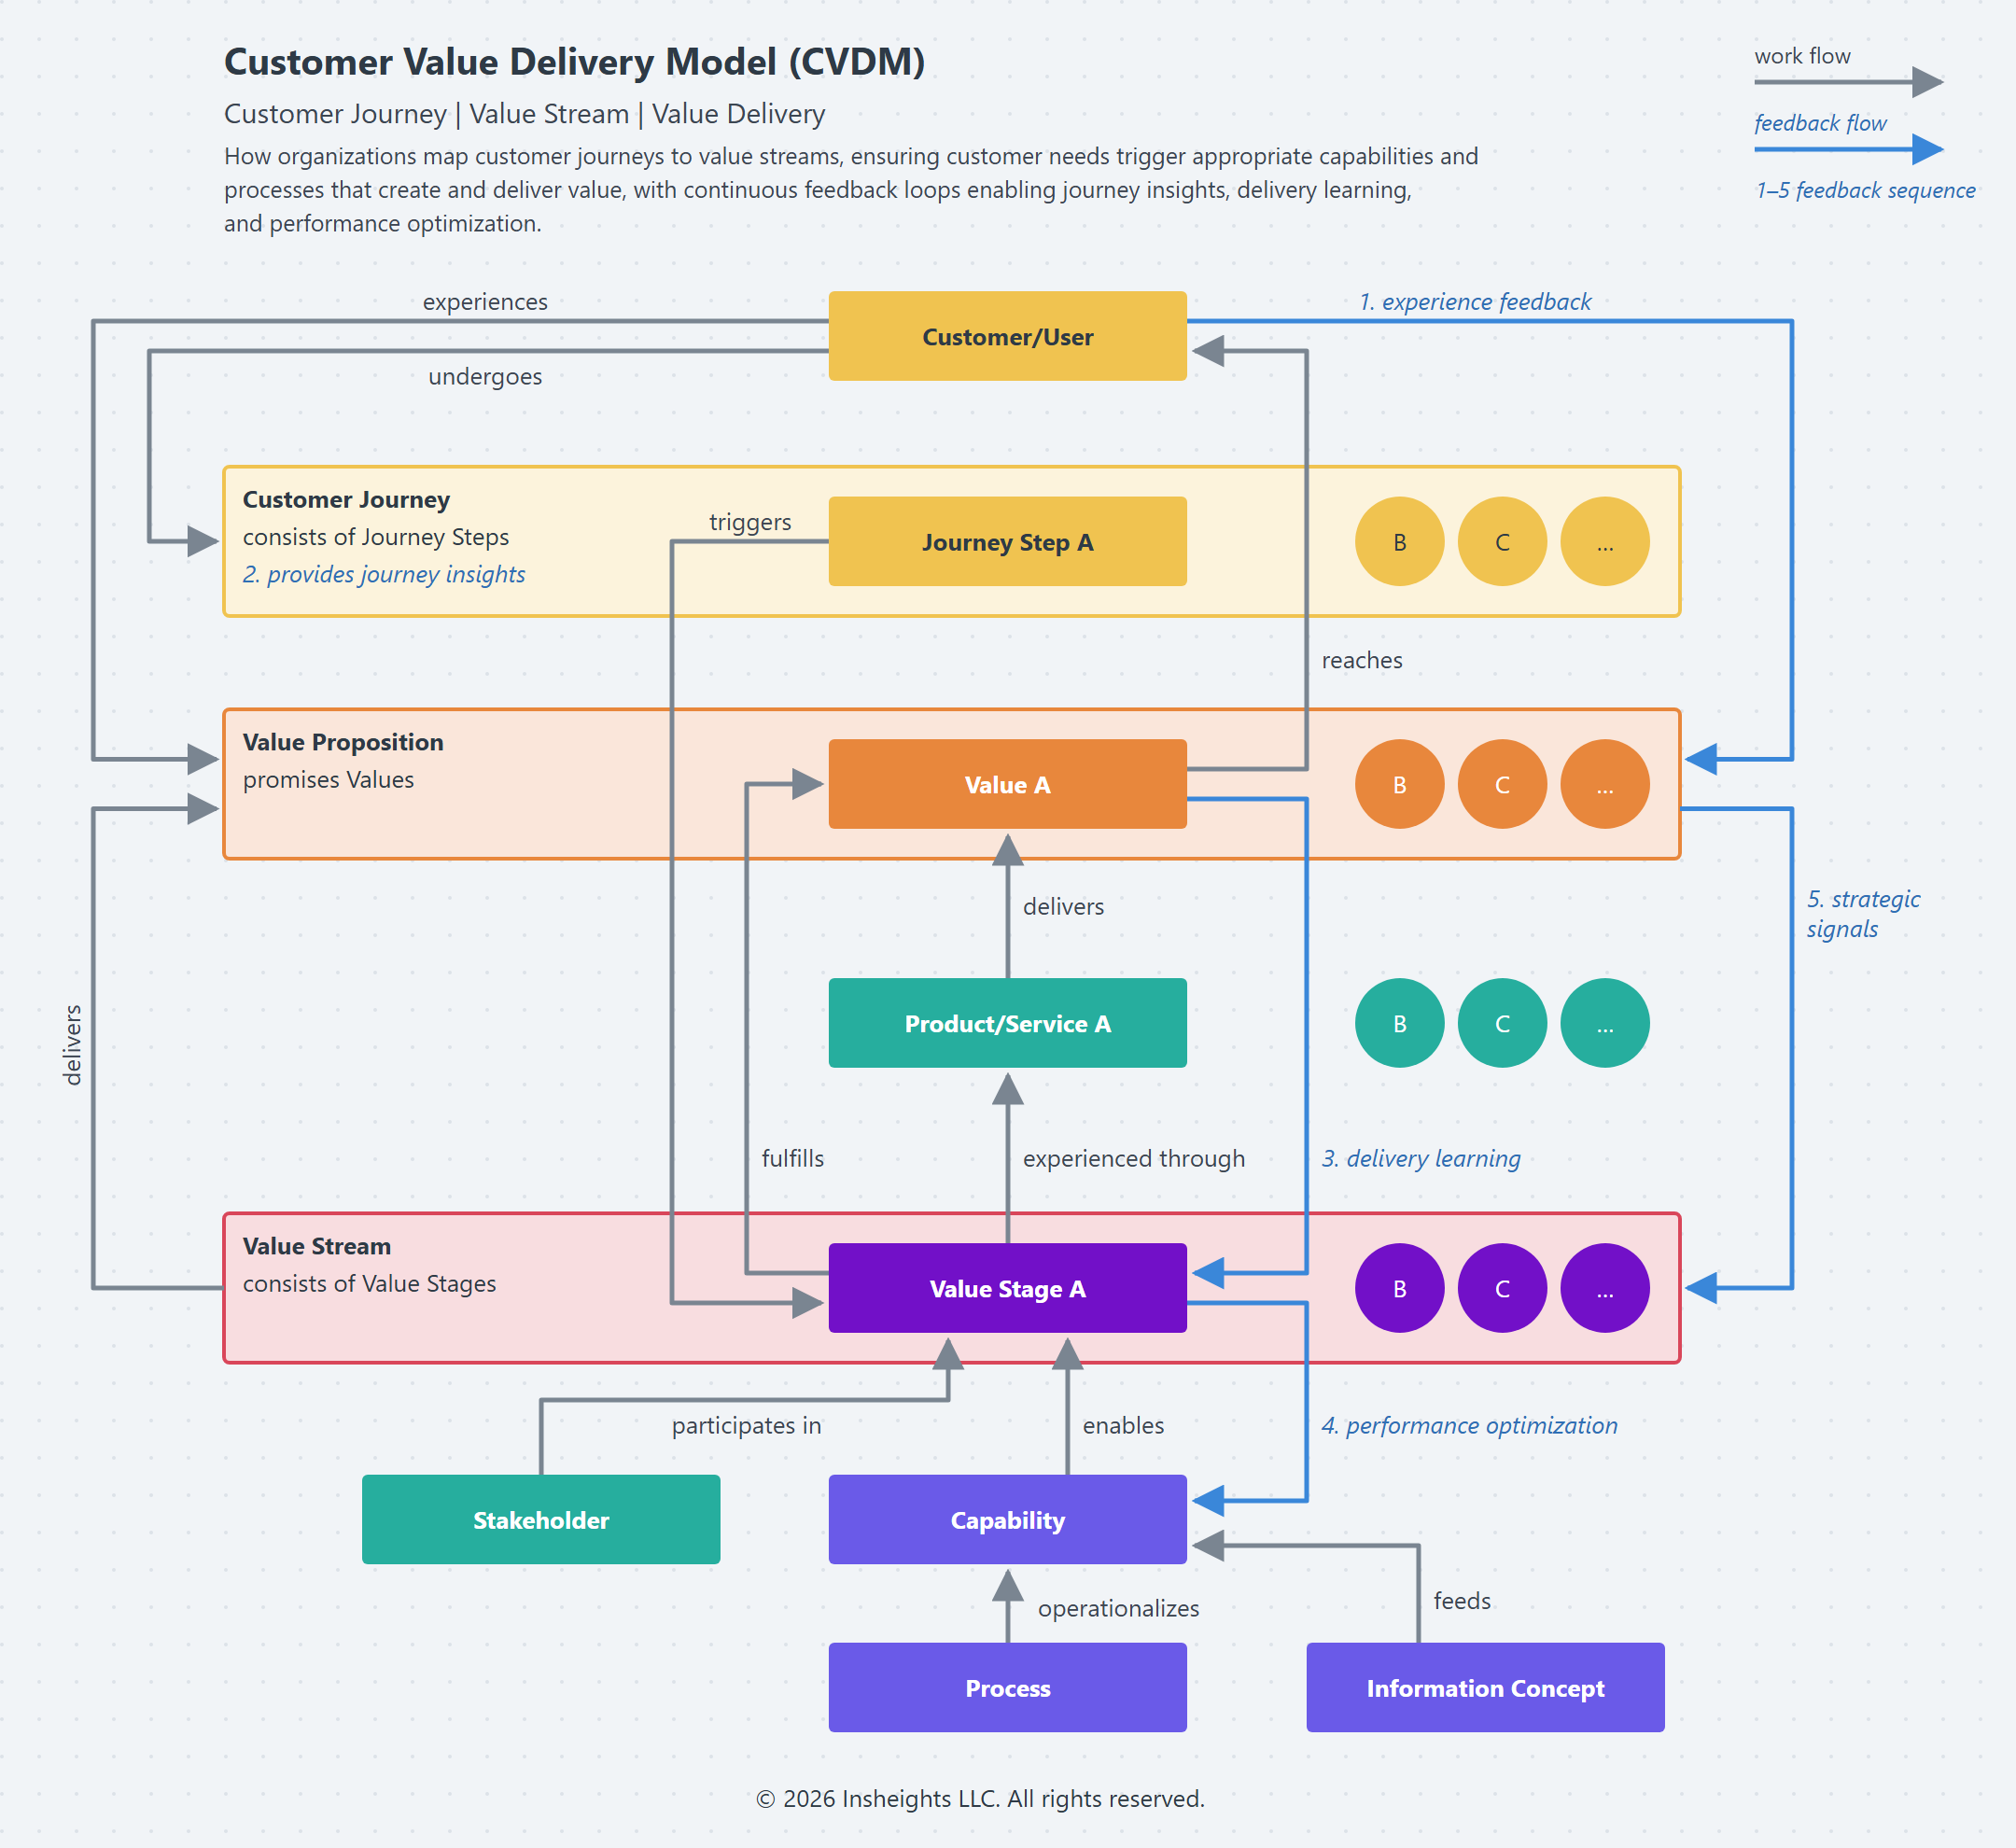 Customer Value Delivery Model (CVDM)
Customer Journey | Value Stream | Value Delivery
How organizations map customer journeys to value streams, ensuring customer needs trigger appropriate capabilities and
processes that create and deliver value, with continuous feedback loops enabling journey insights, delivery learning,
and performance optimization.
work flow
feedback flow
1–5 feedback sequence
experiences
Customer/User
1. experience feedback
undergoes
Customer Journey
consists of Journey Steps
2. provides journey insights
triggers
Journey Step A
B
C
...
reaches
Value Proposition
promises Values
Value A
B
C
...
delivers
5. strategic
signals
delivers
Product/Service A
B
C
...
fulfills
experienced through
3. delivery learning
Value Stream
consists of Value Stages
Value Stage A
B
C
...
participates in
enables
4. performance optimization
Stakeholder
Capability
operationalizes
feeds
Process
Information Concept
© 2026 Insheights LLC. All rights reserved.